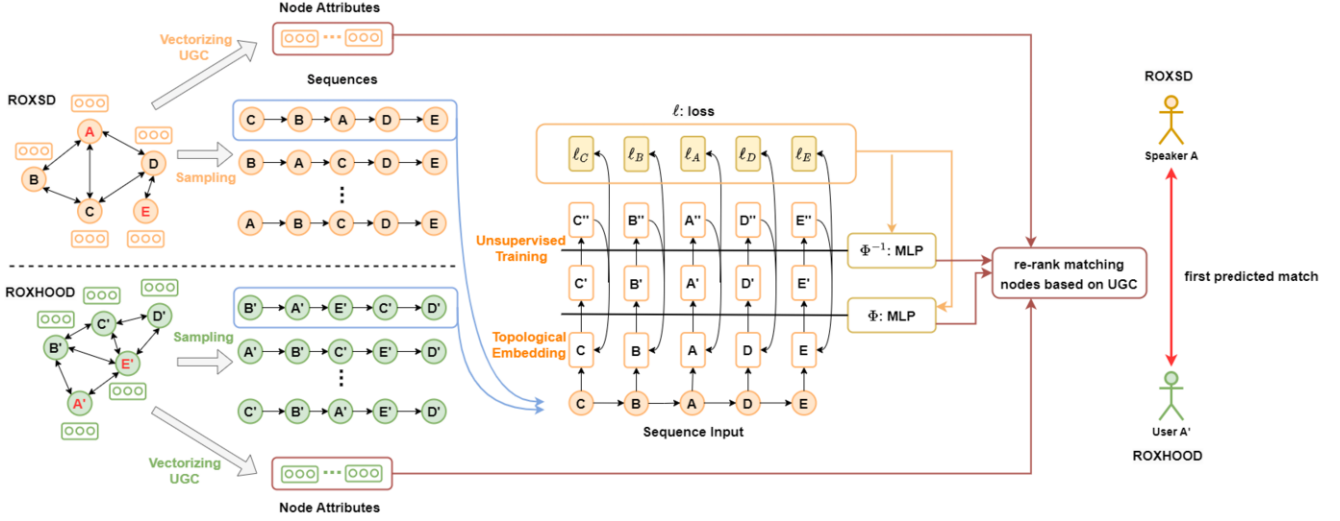 Node Attributes
Vectorizing
UGC
Sequences
ROXSD
A
B
D
C
E
Sampling
C B A D E
B A C D E
A B C D E
ROXHOOD
C'
D'
B'
E'
A'
Sampling
B' A' E' C' D'
A' B' C' E' D'
C' B' A' E' D'
Vectorizing
UGC
Node Attributes
ℓ: loss
ℓC ℓB ℓA ℓD ℓE
C'' B'' A'' D'' E''
Unsupervised
Training
Φ⁻¹: MLP
C' B' A' D' E'
Φ: MLP
Topological
Embedding
C B A D E
C B A D E
Sequence Input
re-rank matching
nodes based on UGC
ROXSD
Speaker A
first predicted match
User A'
ROXHOOD